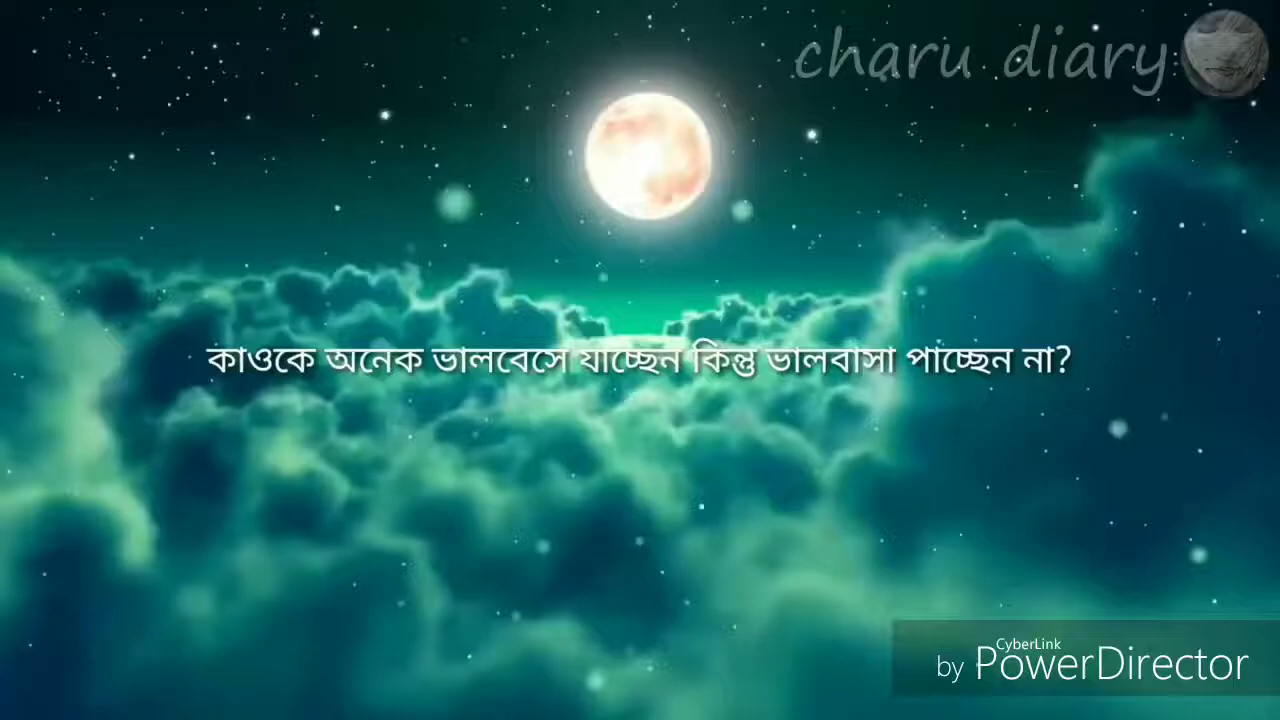 charu diary
কাওকে অনেক ভালবেসে যাচ্ছেন কিন্তু ভালবাসা পাচ্ছেন না?
CyberLink
by PowerDirector